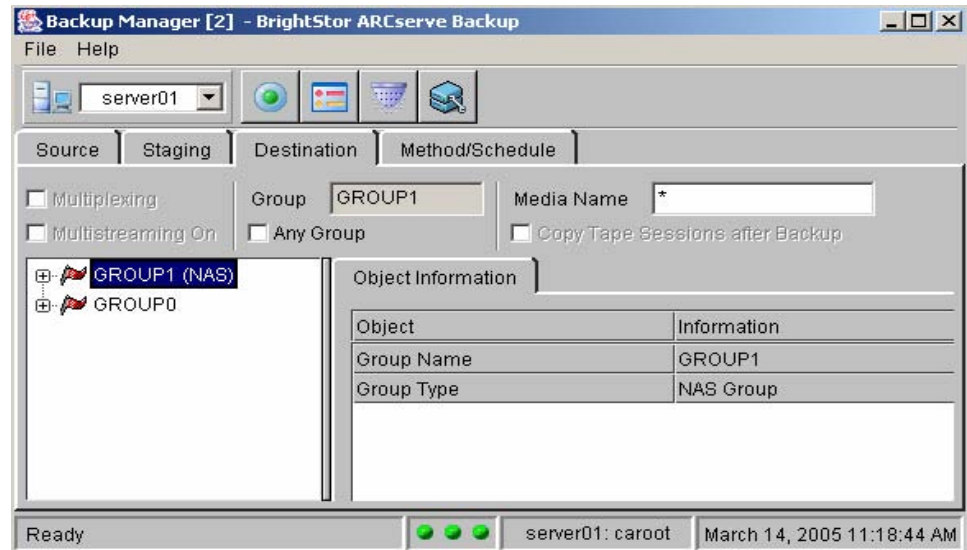 Backup Manager [2] - BrightStor ARCserve Backup
File Help
server01
Source Staging Destination Method/Schedule
Multiplexing Group GROUP1 Media Name *
Multistreaming On Any Group Copy Tape Sessions after Backup
GROUP1 (NAS)
GROUP0
Object Information
Object Information
Group Name GROUP1
Group Type NAS Group
Ready server01: caroot March 14, 2005 11:18:44 AM